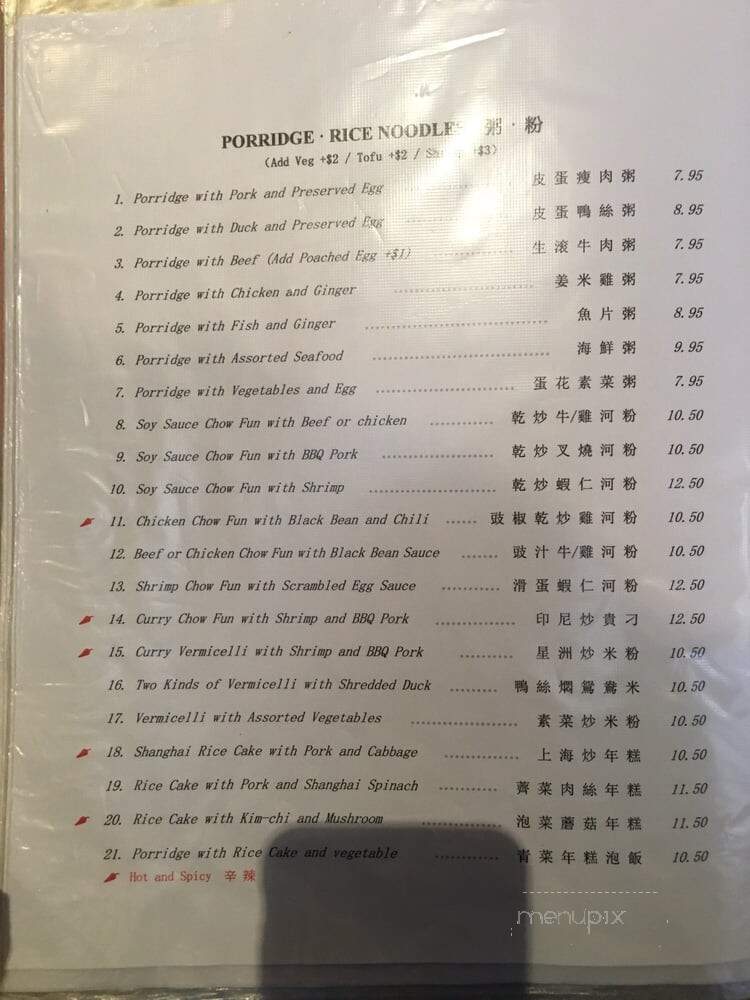 PORRIDGE · RICE NOODLE 粥 · 粉
(Add Veg +$2 / Tofu +$2 / +$3)
1. Porridge with Pork and Preserved Egg 皮蛋瘦肉粥 7.95
2. Porridge with Duck and Preserved Egg 皮蛋鴨絲粥 8.95
3. Porridge with Beef (Add Poached Egg +$1) 生滚牛肉粥 7.95
4. Porridge with Chicken and Ginger 姜米雞粥 7.95
5. Porridge with Fish and Ginger 魚片粥 8.95
6. Porridge with Assorted Seafood 海鮮粥 9.95
7. Porridge with Vegetables and Egg 蛋花素菜粥 7.95
8. Soy Sauce Chow Fun with Beef or chicken 乾炒牛/雞河粉 10.50
9. Soy Sauce Chow Fun with BBQ Pork 乾炒叉燒河粉 10.50
10. Soy Sauce Chow Fun with Shrimp 乾炒蝦仁河粉 12.50
11. Chicken Chow Fun with Black Bean and Chili 豉椒乾炒雞河粉 10.50
12. Beef or Chicken Chow Fun with Black Bean Sauce 豉汁牛/雞河粉 10.50
13. Shrimp Chow Fun with Scrambled Egg Sauce 滑蛋蝦仁河粉 12.50
14. Curry Chow Fun with Shrimp and BBQ Pork 印尼炒貴刁 12.50
15. Curry Vermicelli with Shrimp and BBQ Pork 星洲炒米粉 10.50
16. Two Kinds of Vermicelli with Shredded Duck 鴨絲燜鴛鴦米 10.50
17. Vermicelli with Assorted Vegetables 素菜炒米粉 10.50
18. Shanghai Rice Cake with Pork and Cabbage 上海炒年糕 10.50
19. Rice Cake with Pork and Shanghai Spinach 薺菜肉絲年糕 11.50
20. Rice Cake with Kim-chi and Mushroom 泡菜蘑菇年糕 11.50
21. Porridge with Rice Cake and vegetable 青菜年糕泡飯 10.50
Hot and Spicy 辛辣
menupix